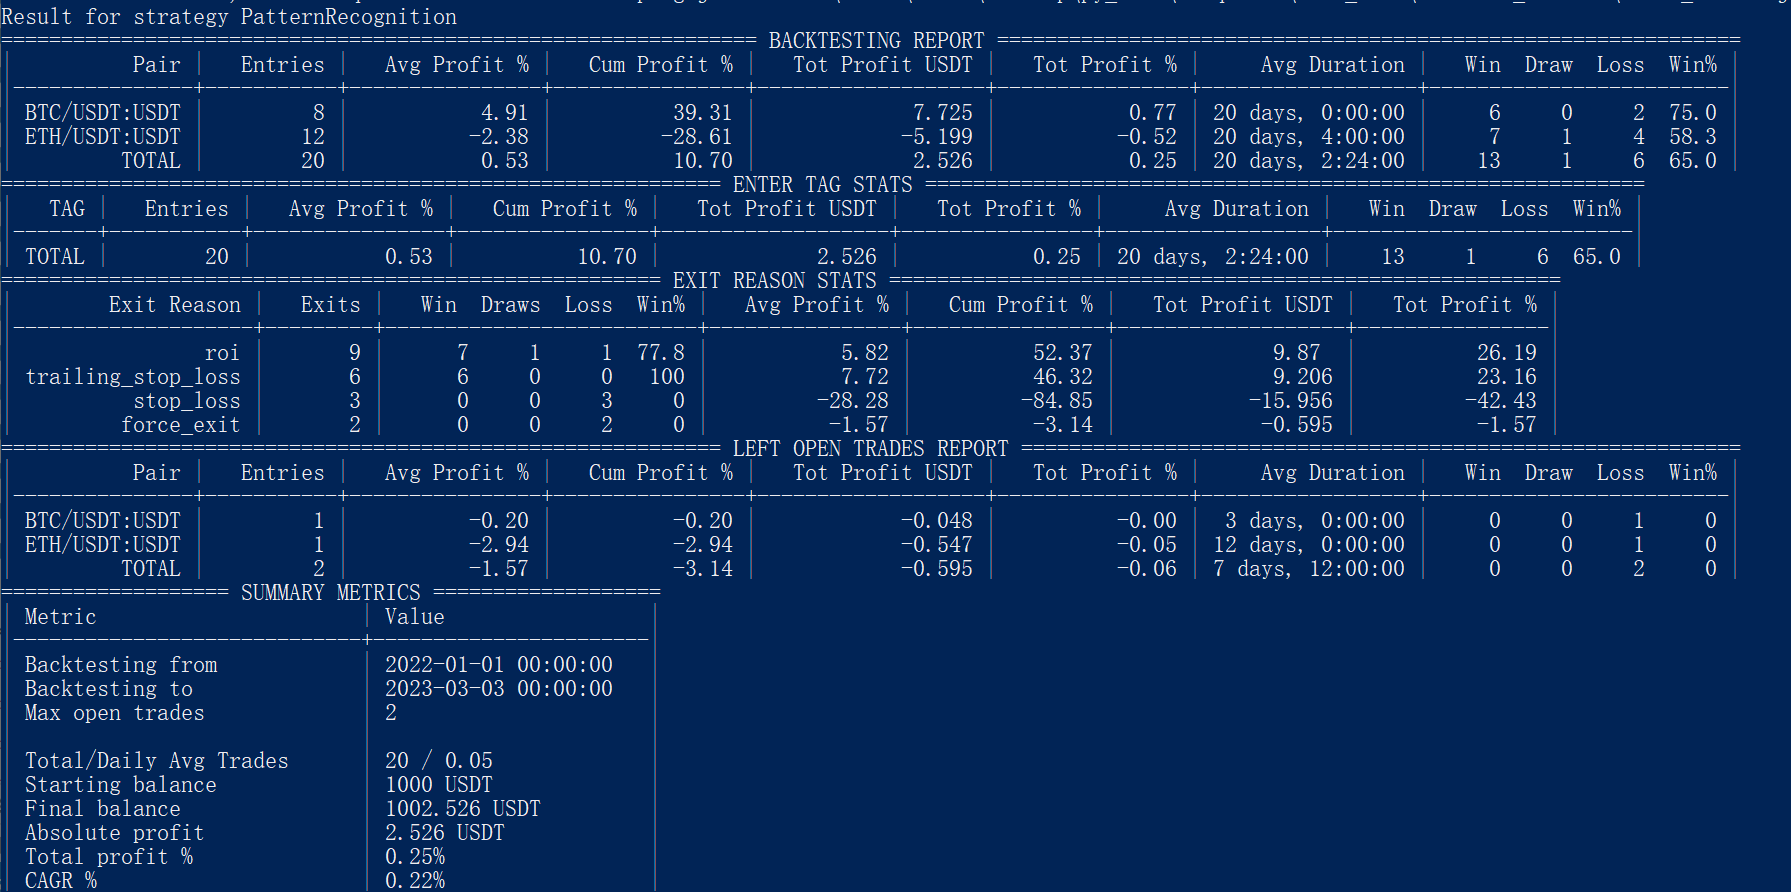 Result for strategy PatternRecognition
=============================================================== BACKTESTING REPORT ==============================================================
| Pair | Entries | Avg Profit % | Cum Profit % | Tot Profit USDT | Tot Profit % | Avg Duration | Win Draw Loss Win% |
| BTC/USDT:USDT | 8 | 4.91 | 39.31 | 7.725 | 0.77 | 20 days, 0:00:00 | 6 0 2 75.0 |
| ETH/USDT:USDT | 12 | -2.38 | -28.61 | -5.199 | -0.52 | 20 days, 4:00:00 | 7 1 4 58.3 |
| TOTAL | 20 | 0.53 | 10.70 | 2.526 | 0.25 | 20 days, 2:24:00 | 13 1 6 65.0 |
============================================================ ENTER TAG STATS ============================================================
| TAG | Entries | Avg Profit % | Cum Profit % | Tot Profit USDT | Tot Profit % | Avg Duration | Win Draw Loss Win% |
| TOTAL | 20 | 0.53 | 10.70 | 2.526 | 0.25 | 20 days, 2:24:00 | 13 1 6 65.0 |
======================================================= EXIT REASON STATS ========================================================
| Exit Reason | Exits | Win Draws Loss Win% | Avg Profit % | Cum Profit % | Tot Profit USDT | Tot Profit % |
| roi | 9 | 7 1 1 77.8 | 5.82 | 52.37 | 9.87 | 26.19 |
| trailing_stop_loss | 6 | 6 0 0 100 | 7.72 | 46.32 | 9.206 | 23.16 |
| stop_loss | 3 | 0 0 3 0 | -28.28 | -84.85 | -15.956 | -42.43 |
| force_exit | 2 | 0 0 2 0 | -1.57 | -3.14 | -0.595 | -1.57 |
============================================================ LEFT OPEN TRADES REPORT ============================================================
| Pair | Entries | Avg Profit % | Cum Profit % | Tot Profit USDT | Tot Profit % | Avg Duration | Win Draw Loss Win% |
| BTC/USDT:USDT | 1 | -0.20 | -0.20 | -0.048 | -0.00 | 3 days, 0:00:00 | 0 0 1 0 |
| ETH/USDT:USDT | 1 | -2.94 | -2.94 | -0.547 | -0.05 | 12 days, 0:00:00 | 0 0 1 0 |
| TOTAL | 2 | -1.57 | -3.14 | -0.595 | -0.06 | 7 days, 12:00:00 | 0 0 2 0 |
=================== SUMMARY METRICS ===================
| Metric | Value |
| Backtesting from | 2022-01-01 00:00:00 |
| Backtesting to | 2023-03-03 00:00:00 |
| Max open trades | 2 |
| Total/Daily Avg Trades | 20 / 0.05 |
| Starting balance | 1000 USDT |
| Final balance | 1002.526 USDT |
| Absolute profit | 2.526 USDT |
| Total profit % | 0.25% |
| CAGR % | 0.22% |